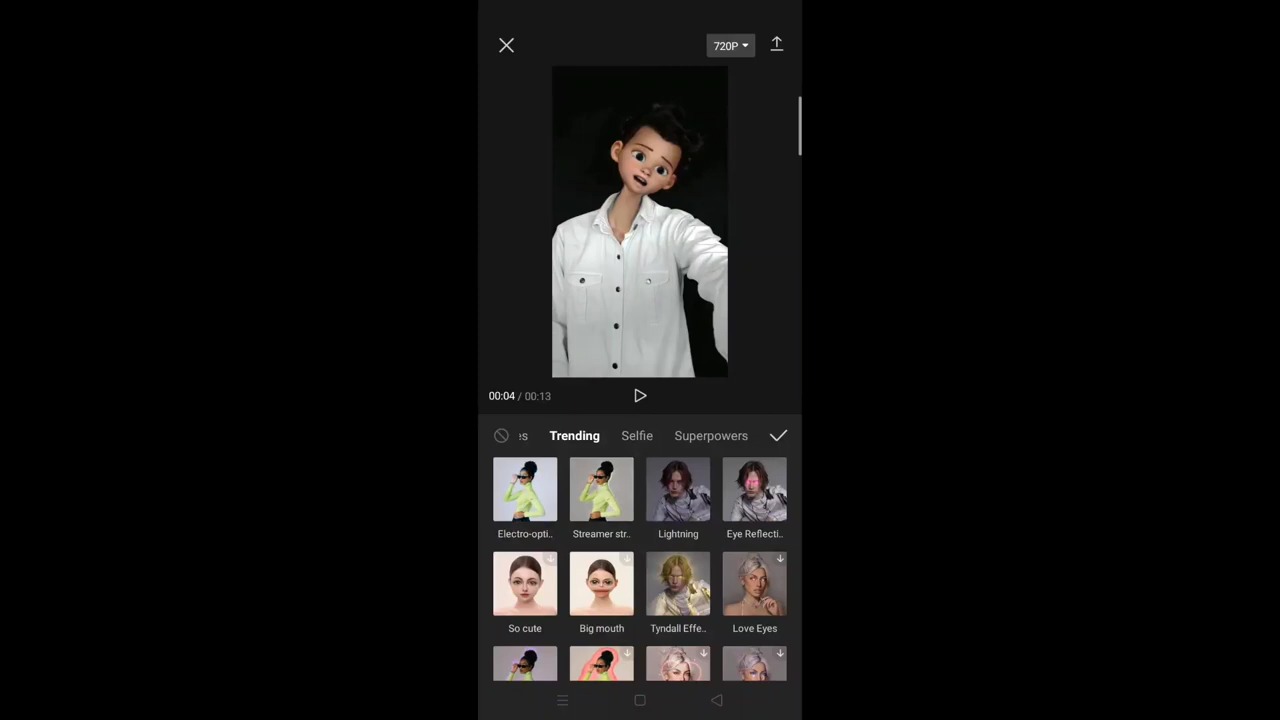 720P
00:04 / 00:13
es Trending Selfie Superpowers
Electro-opti.. Streamer str.. Lightning Eye Reflecti..
So cute Big mouth Tyndall Effe.. Love Eyes